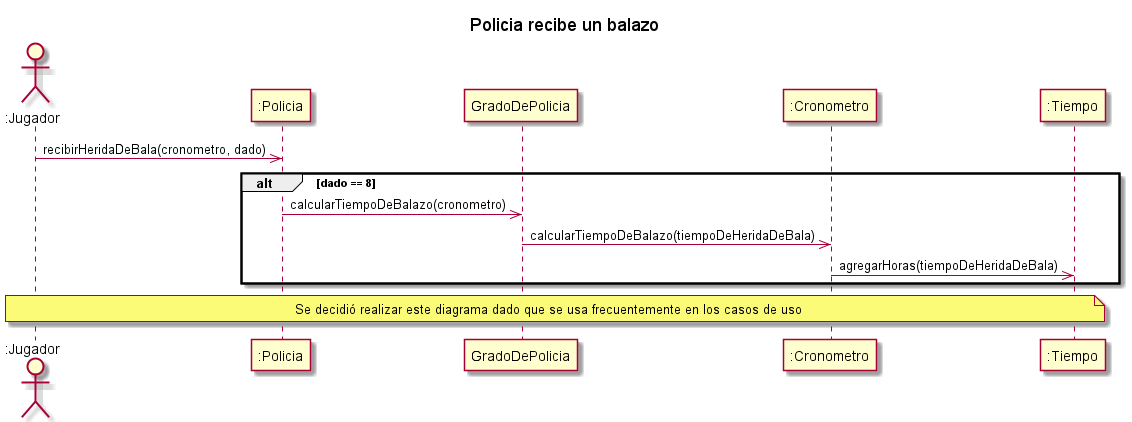 Policia recibe un balazo
:Jugador
:Policia
GradoDePolicia
:Cronometro
:Tiempo
recibirHeridaDeBala(cronometro, dado)
alt
[dado == 8]
calcularTiempoDeBalazo(cronometro)
calcularTiempoDeBalazo(tiempoDeHeridaDeBala)
agregarHoras(tiempoDeHeridaDeBala)
Se decidió realizar este diagrama dado que se usa frecuentemente en los casos de uso
:Jugador
:Policia
GradoDePolicia
:Cronometro
:Tiempo